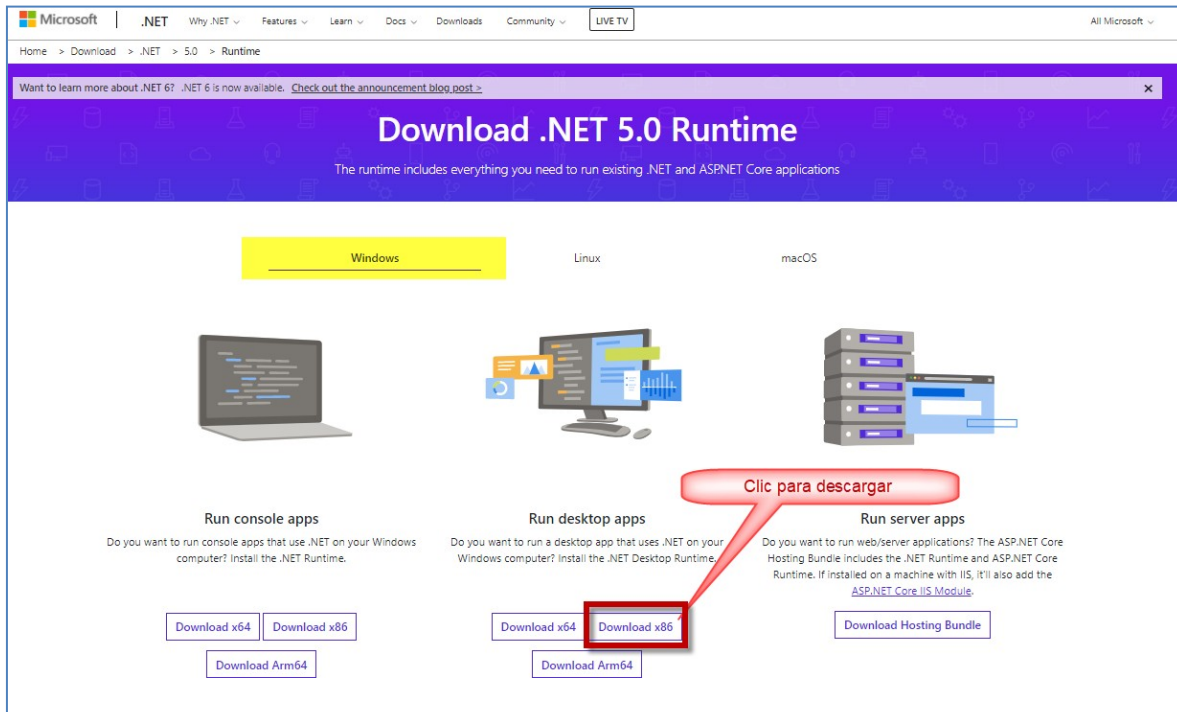 Microsoft .NET Why .NET Features Learn Docs Downloads Community LIVE TV All Microsoft
Home > Download > .NET > 5.0 > Runtime
Want to learn more about .NET 6? .NET 6 is now available. Check out the announcement blog post > ×
Download .NET 5.0 Runtime
The runtime includes everything you need to run existing .NET and ASP.NET Core applications
Windows Linux macOS
Clic para descargar
Run console apps
Do you want to run console apps that use .NET on your Windows
computer? Install the .NET Runtime.
Download x64 Download x86
Download Arm64
Run desktop apps
Do you want to run a desktop app that uses .NET on your
Windows computer? Install the .NET Desktop Runtime.
Download x64 Download x86
Download Arm64
Run server apps
Do you want to run web/server applications? The ASP.NET Core
Hosting Bundle includes the .NET Runtime and ASP.NET Core
Runtime. If installed on a machine with IIS, it'll also add the
ASP.NET Core IIS Module.
Download Hosting Bundle